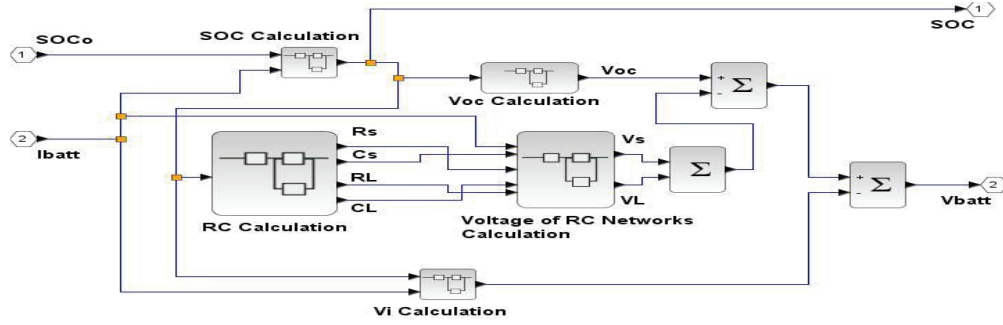 1
SOC
SOCo
1
SOC Calculation
Voc
Voc Calculation
+
-
Σ
2
Ibatt
Rs
Cs
RL
CL
RC Calculation
Vs
VL
Voltage of RC Networks
Calculation
Σ
+
-
Σ
2
Vbatt
Vi Calculation